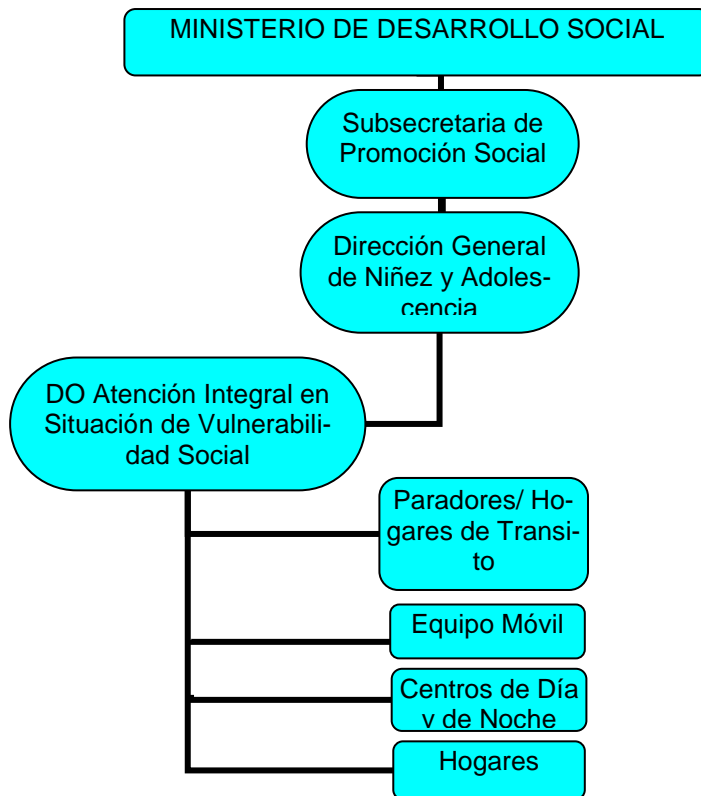 MINISTERIO DE DESARROLLO SOCIAL
Subsecretaria de
Promoción Social
Dirección General
de Niñez y Adoles-
cencia
DO Atención Integral en
Situación de Vulnerabili-
dad Social
Paradores/ Ho-
gares de Transi-
to
Equipo Móvil
Centros de Día
y de Noche
Hogares